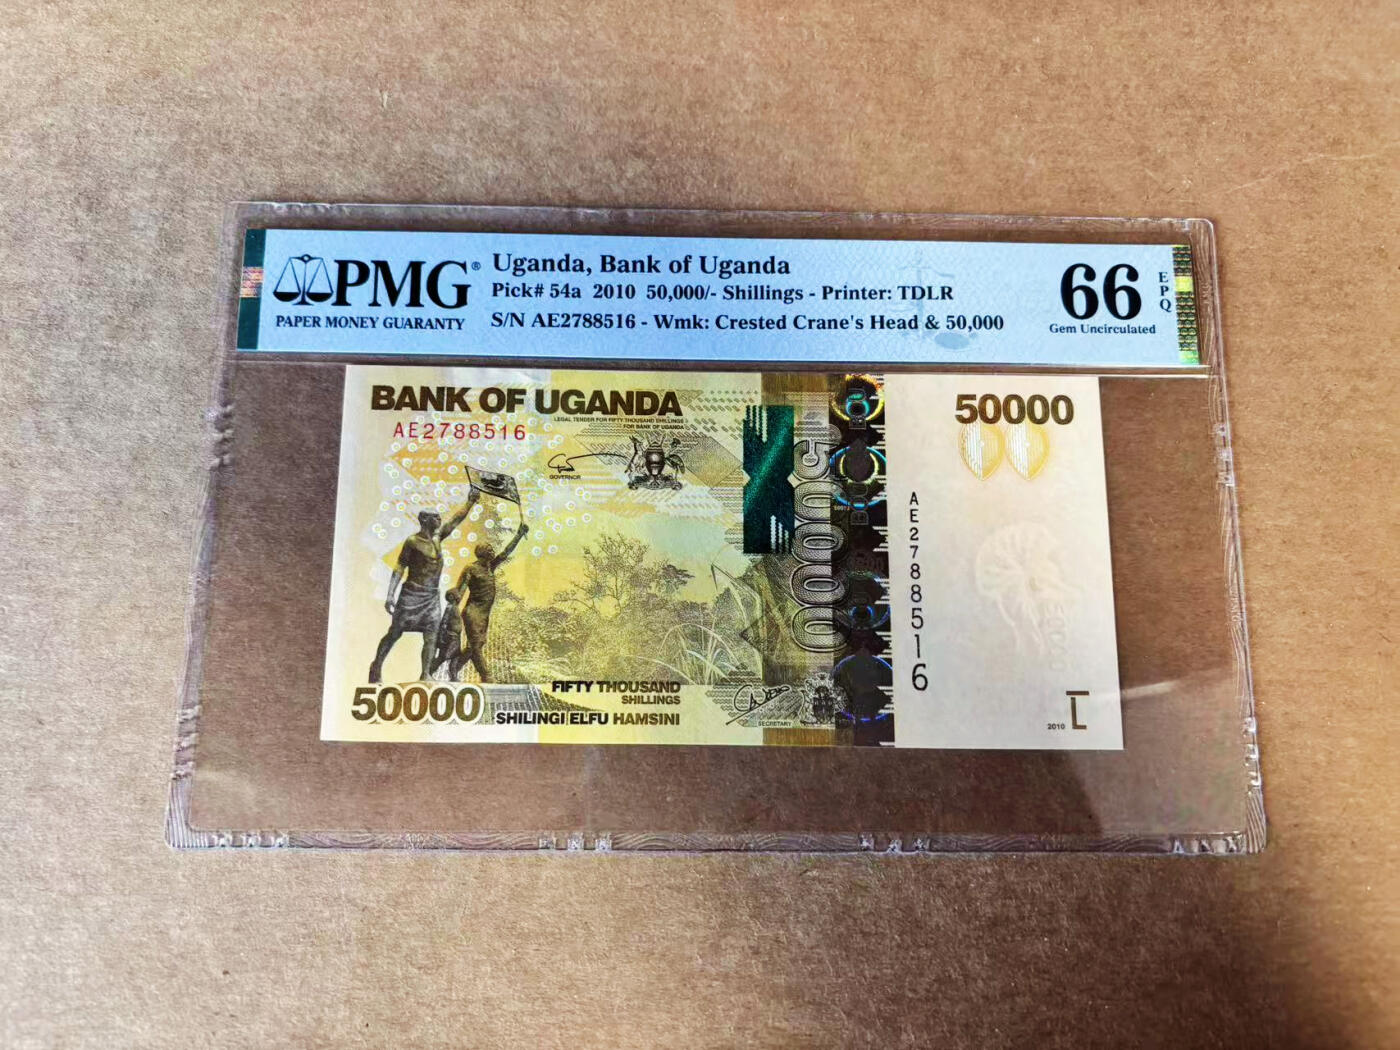 PMG®
PAPER MONEY GUARANTY
Uganda, Bank of Uganda
Pick# 54a 2010 50,000/- Shillings - Printer: TDLR
S/N AE2788516 - Wmk: Crested Crane's Head & 50,000
66
EPQ
Gem Uncirculated
BANK OF UGANDA
LEGAL TENDER FOR FIFTY THOUSAND SHILLINGS
FOR BANK OF UGANDA
AE2788516
GOVERNOR
50000
50000
AE2788516
BOU
BOU
50000
FIFTY THOUSAND
SHILLINGS
SHILINGI ELFU HAMSINI
SECRETARY
2010